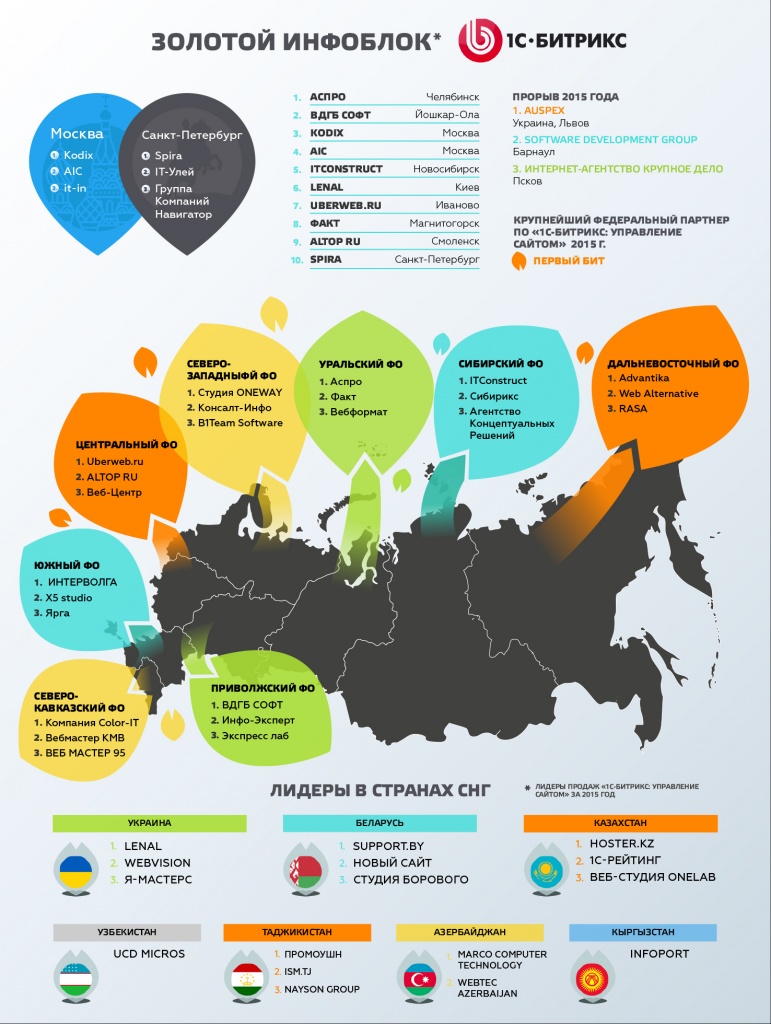 ЗОЛОТОЙ ИНФОБЛОК*
1С·БИТРИКС
Москва
1. Kodix
2. AIC
3. it-in
Санкт-Петербург
1. Spira
2. IT-Улей
3. Группа
Компаний
Навигатор
1. АСПРО Челябинск
2. ВДГБ СОФТ Йошкар-Ола
3. KODIX Москва
4. AIC Москва
5. ITCONSTRUCT Новосибирск
6. LENAL Киев
7. UBERWEB.RU Иваново
8. ФАКТ Магнитогорск
9. ALTOP RU Смоленск
10. SPIRA Санкт-Петербург
ПРОРЫВ 2015 ГОДА
1. AUSPEX
Украина, Львов
2. SOFTWARE DEVELOPMENT GROUP
Барнаул
3. ИНТЕРНЕТ-АГЕНТСТВО КРУПНОЕ ДЕЛО
Псков
КРУПНЕЙШИЙ ФЕДЕРАЛЬНЫЙ ПАРТНЕР
ПО «1С-БИТРИКС: УПРАВЛЕНИЕ
САЙТОМ» 2015 Г.
ПЕРВЫЙ БИТ
СЕВЕРО-
ЗАПАДНЫФЙ ФО
1. Студия ONEWAY
2. Консалт-Инфо
3. B1Team Software
УРАЛЬСКИЙ ФО
1. Аспро
2. Факт
3. Вебформат
СИБИРСКИЙ ФО
1. ITConstruct
2. Сибирикс
3. Агентство
Концептуальных
Решений
ДАЛЬНЕВОСТОЧНЫЙ ФО
1. Advantika
2. Web Alternative
3. RASA
ЦЕНТРАЛЬНЫЙ ФО
1. Uberweb.ru
2. ALTOP RU
3. Веб-Центр
ЮЖНЫЙ ФО
1. ИНТЕРВОЛГА
2. X5 studio
3. Ярга
СЕВЕРО-
КАВКАЗСКИЙ ФО
1. Компания Color-IT
2. Вебмастер КМВ
3. ВЕБ МАСТЕР 95
ПРИВОЛЖСКИЙ ФО
1. ВДГБ СОФТ
2. Инфо-Эксперт
3. Экспресс лаб
ЛИДЕРЫ В СТРАНАХ СНГ
* ЛИДЕРЫ ПРОДАЖ «1С-БИТРИКС: УПРАВЛЕНИЕ
САЙТОМ» ЗА 2015 ГОД
УКРАИНА
1. LENAL
2. WEBVISION
3. Я-МАСТЕРС
БЕЛАРУСЬ
1. SUPPORT.BY
2. НОВЫЙ САЙТ
3. СТУДИЯ БОРОВОГО
КАЗАХСТАН
1. HOSTER.KZ
2. 1С-РЕЙТИНГ
3. ВЕБ-СТУДИЯ ONELAB
УЗБЕКИСТАН
UCD MICROS
ТАДЖИКИСТАН
1. ПРОМОУШН
2. ISM.TJ
3. NAYSON GROUP
АЗЕРБАЙДЖАН
1. MARCO COMPUTER
TECHNOLOGY
2. WEBTEC
AZERBAIJAN
КЫРГЫЗСТАН
INFOPORT